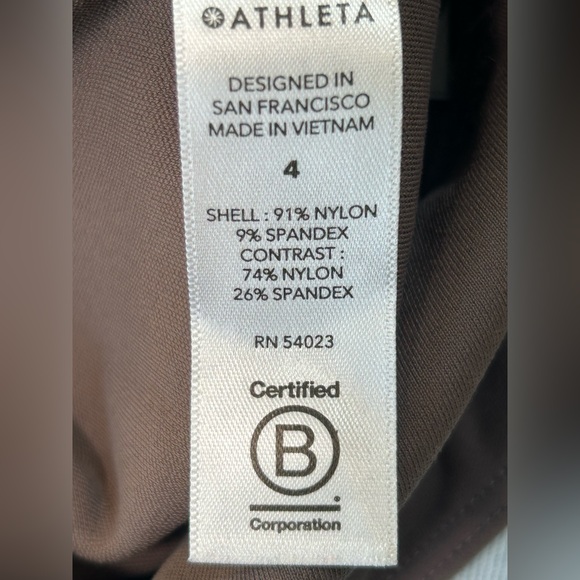 ATHLETA
DESIGNED IN
SAN FRANCISCO
MADE IN VIETNAM
4
SHELL : 91% NYLON
9% SPANDEX
CONTRAST :
74% NYLON
26% SPANDEX
RN 54023
Certified
B
Corporation